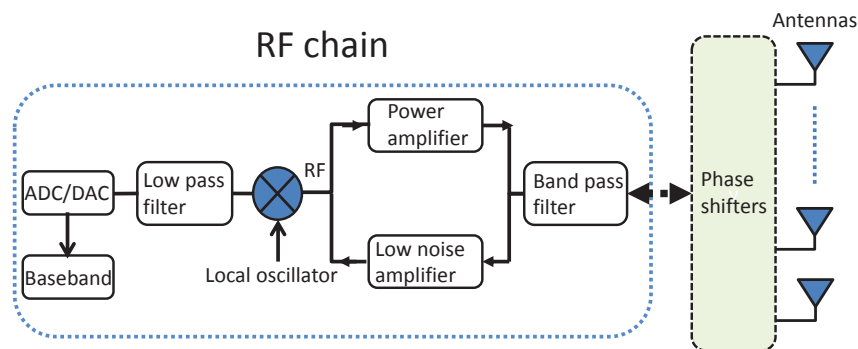 Antennas
RF chain
Power
amplifier
RF
ADC/DAC
Low pass
filter
Band pass
filter
Phase
shifters
Baseband
Local oscillator
Low noise
amplifier